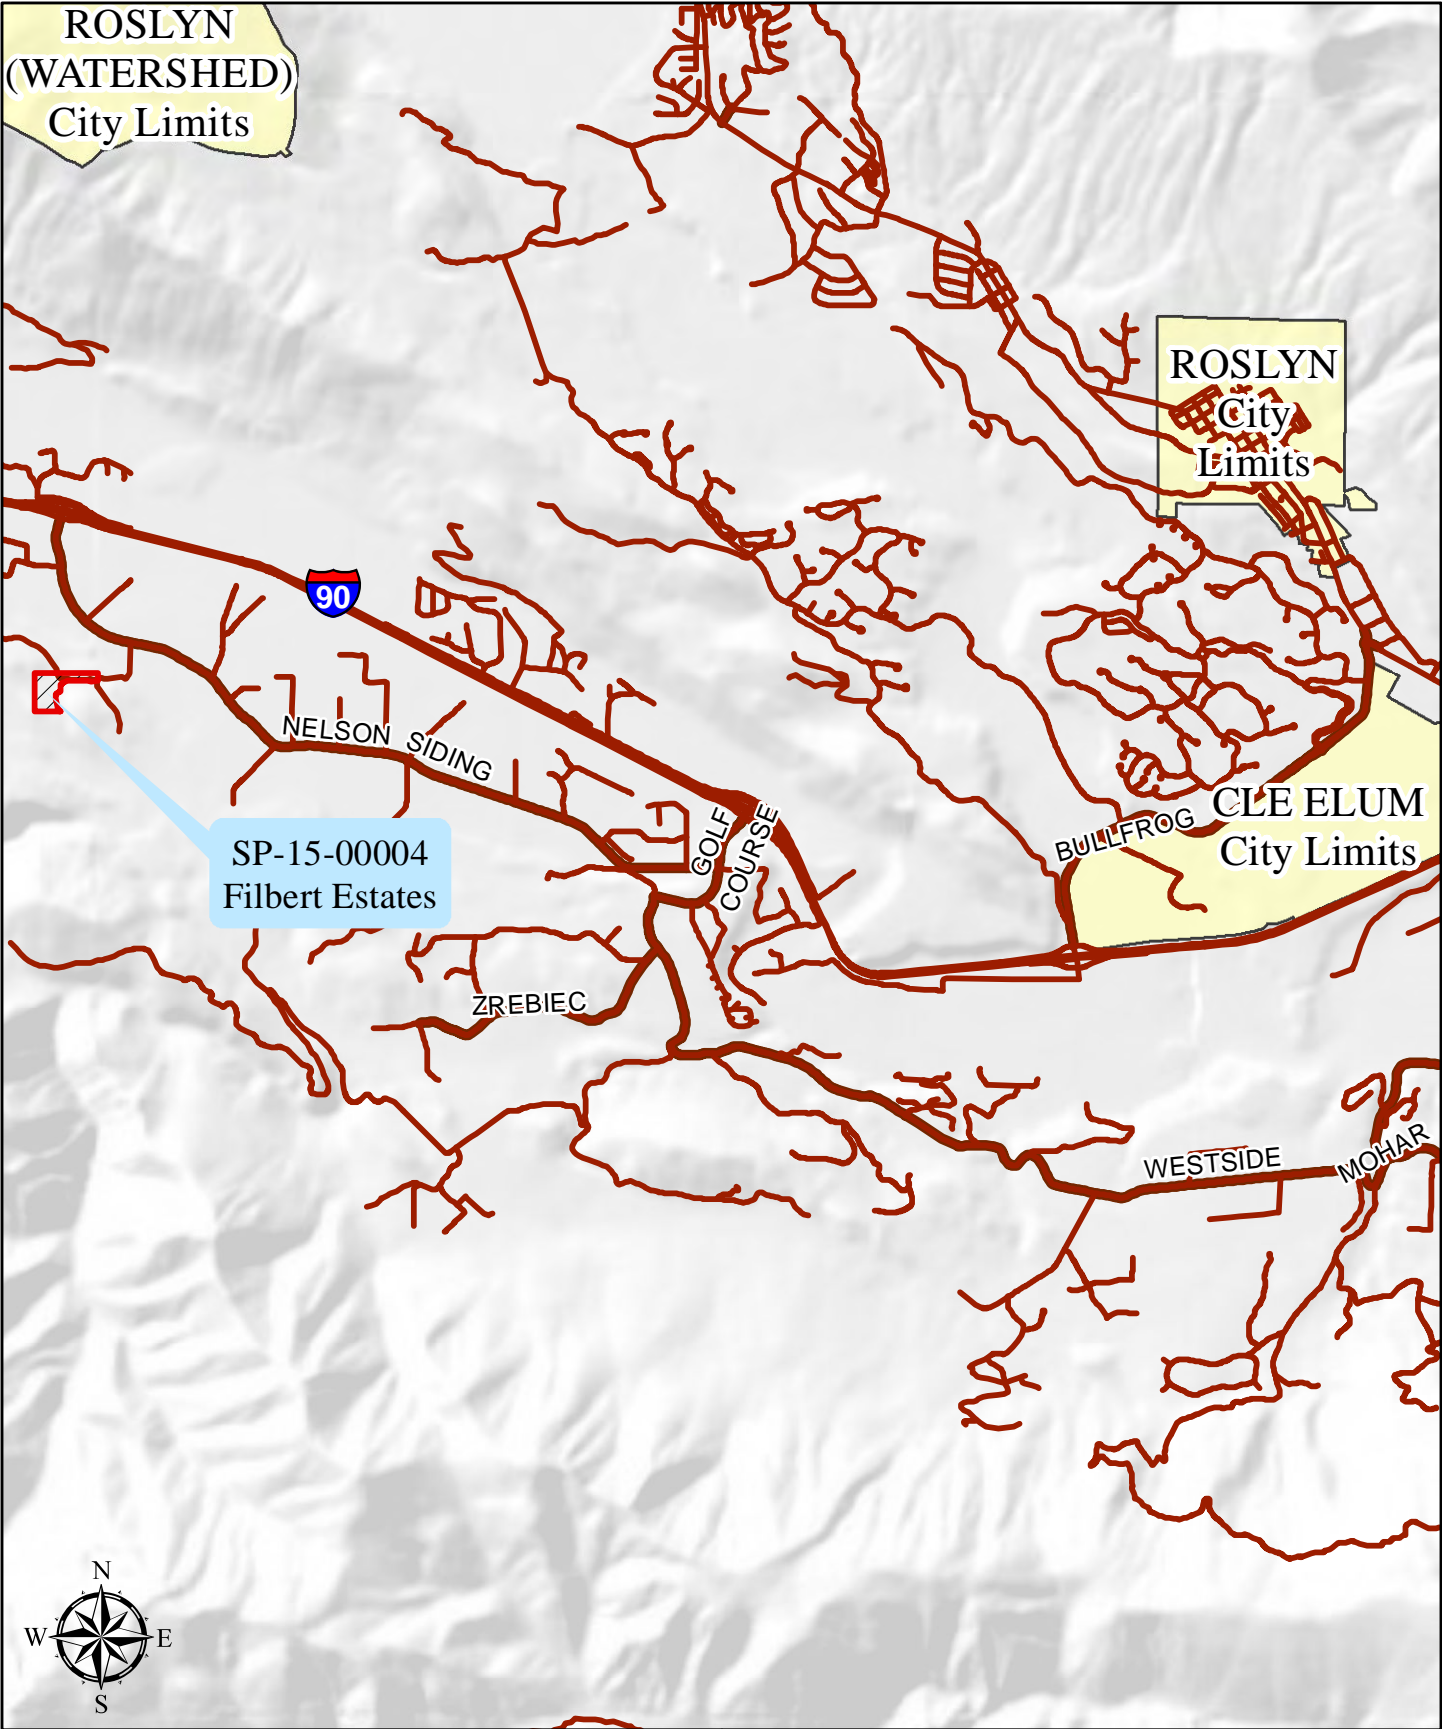 ROSLYN
(WATERSHED)
City Limits
ROSLYN
City
Limits
90
NELSON SIDING
GOLF
COURSE
BULLFROG
CLE ELUM
City Limits
SP-15-00004
Filbert Estates
ZREBIEC
WESTSIDE
MOHAR
N
W
E
S